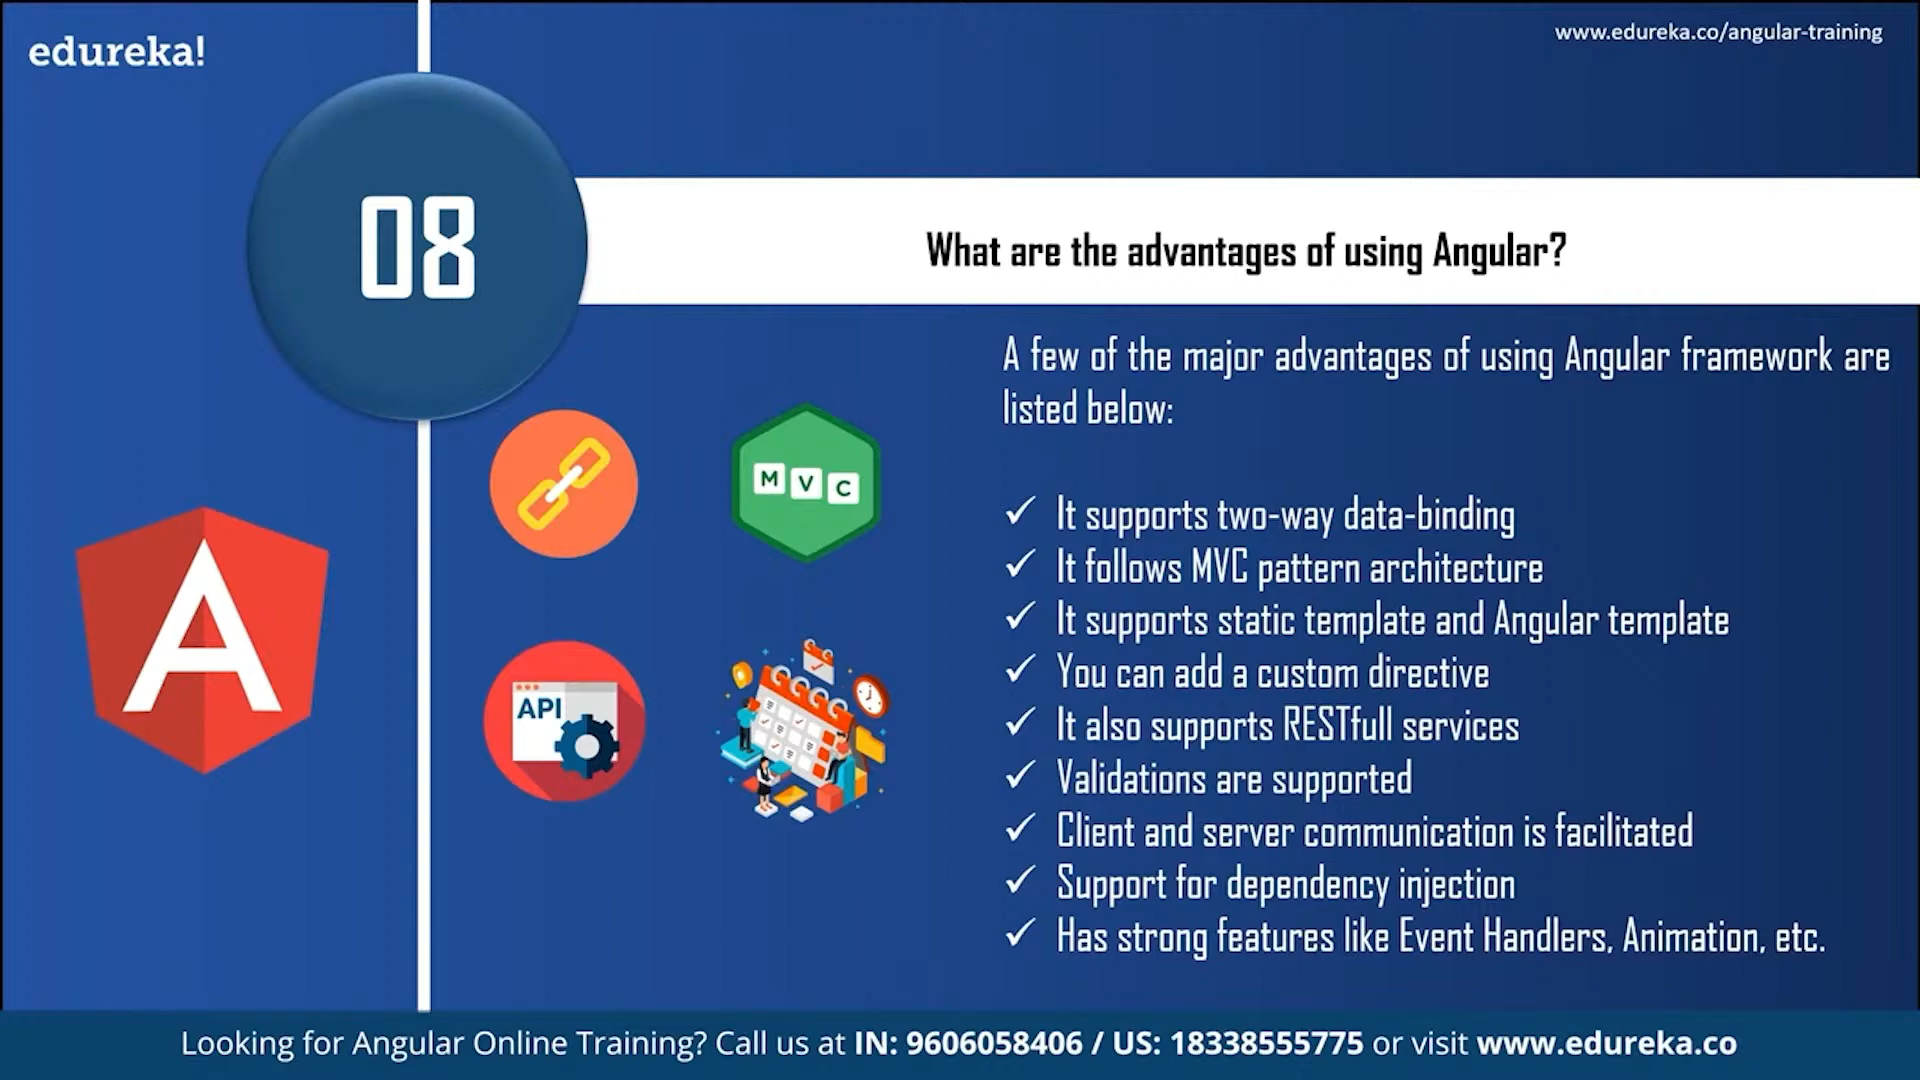 edureka!
www.edureka.co/angular-training
08
What are the advantages of using Angular?
A few of the major advantages of using Angular framework are
listed below:
M V C
API
✓ It supports two-way data-binding
✓ It follows MVC pattern architecture
✓ It supports static template and Angular template
✓ You can add a custom directive
✓ It also supports RESTfull services
✓ Validations are supported
✓ Client and server communication is facilitated
✓ Support for dependency injection
✓ Has strong features like Event Handlers, Animation, etc.
A
Looking for Angular Online Training? Call us at IN: 9606058406 / US: 18338555775 or visit www.edureka.co